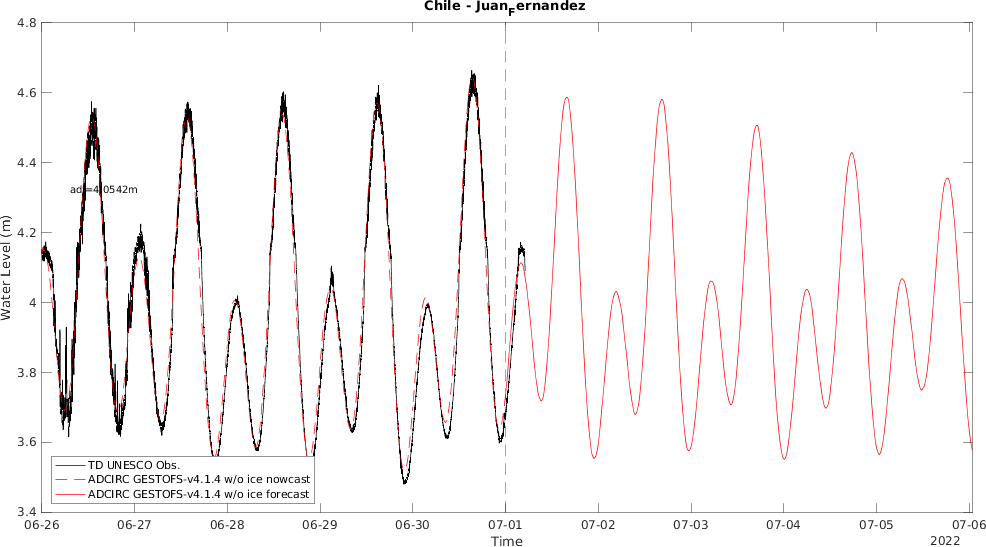 Chile - Juan_Fernandez
4.8
4.6
4.4
4.2
4
3.8
3.6
3.4
Water Level (m)
adj=4.0542m
TD UNESCO Obs.
ADCIRC GESTOFS-v4.1.4 w/o ice nowcast
ADCIRC GESTOFS-v4.1.4 w/o ice forecast
06-26 06-27 06-28 06-29 06-30 07-01 07-02 07-03 07-04 07-05 07-06
Time
2022